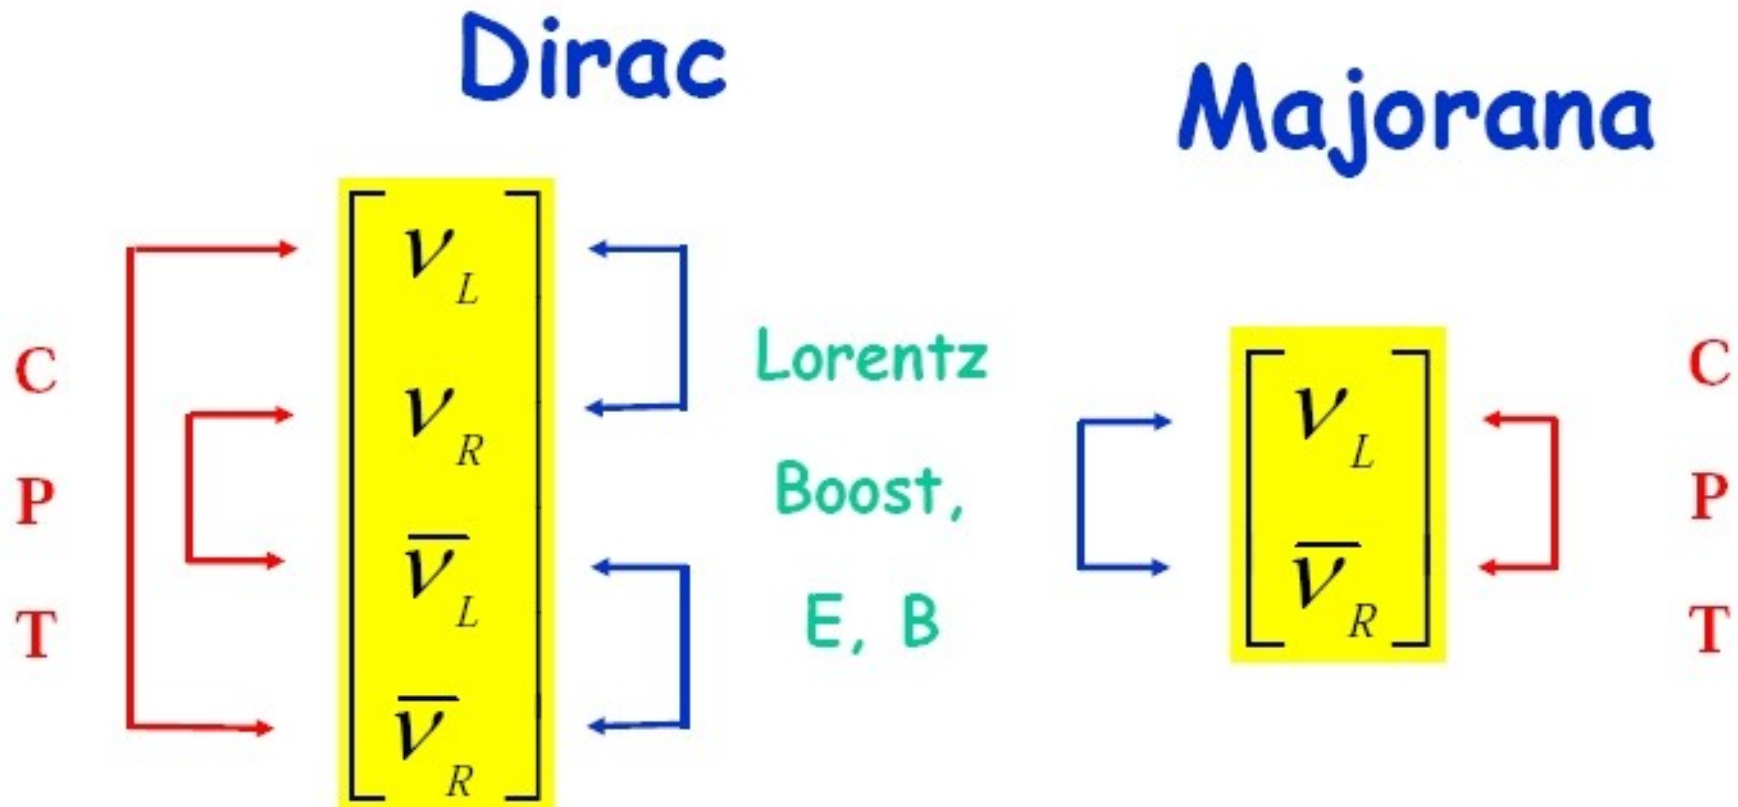 Dirac
Majorana
ν_L
ν_R
ν̅_L
ν̅_R
C
P
T
Lorentz
Boost,
E, B
ν_L
ν̅_R
C
P
T